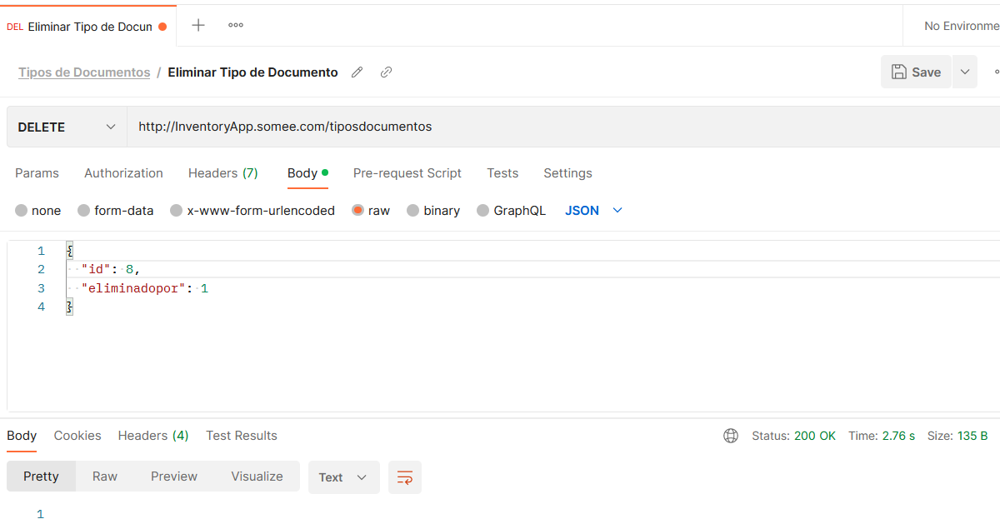 DEL Eliminar Tipo de Docun
No Environme
Tipos de Documentos / Eliminar Tipo de Documento
Save
DELETE http://InventoryApp.somee.com/tiposdocumentos
Params Authorization Headers (7) Body Pre-request Script Tests Settings
none form-data x-www-form-urlencoded raw binary GraphQL JSON
1 {
2 "id": 8,
3 "eliminadopor": 1
4 }
Body Cookies Headers (4) Test Results Status: 200 OK Time: 2.76 s Size: 135 B
Pretty Raw Preview Visualize Text
1